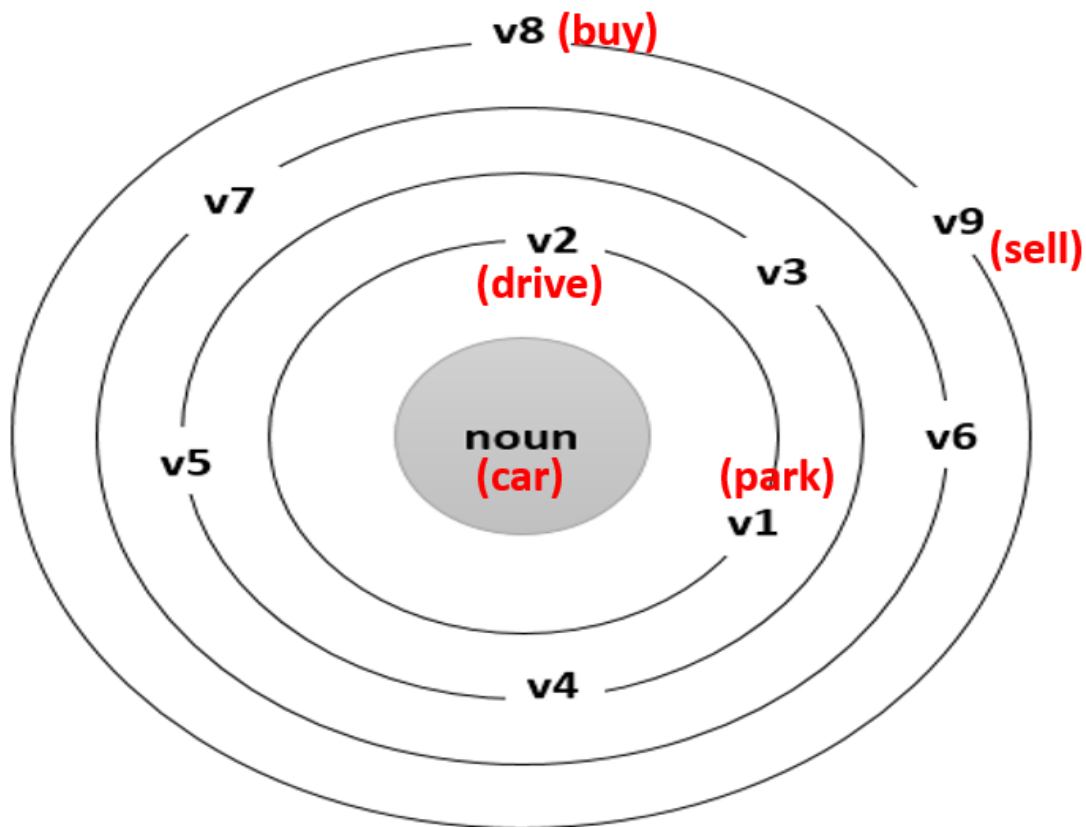 v8 (buy)
v7
v9
(sell)
v2
(drive)
v3
noun
(car)
v5
v6
(park)
v1
v4